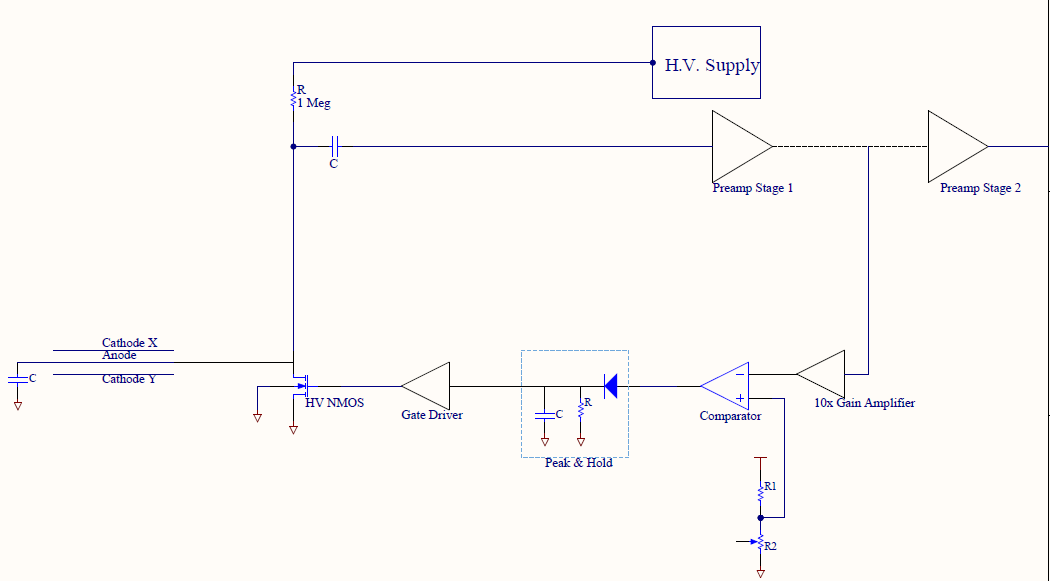 H.V. Supply
R
1 Meg
C
Preamp Stage 1
Preamp Stage 2
Cathode X
Anode
Cathode Y
C
HV NMOS
Gate Driver
C
R
Peak & Hold
Comparator
10x Gain Amplifier
R1
R2